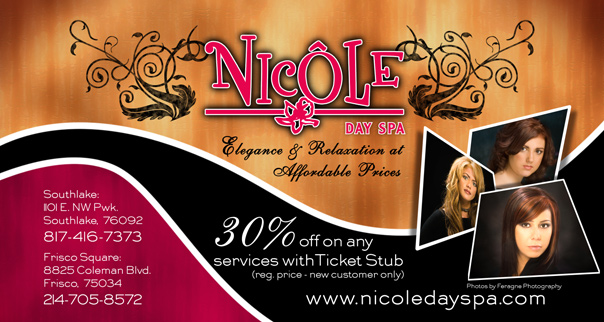 NICÔLE
DAY SPA
Elegance & Relaxation at
Affordable Prices
Southlake:
1101 E. NW Pwk.
Southlake, 76092
817-416-7373
Frisco Square:
8825 Coleman Blvd.
Frisco, 75034
214-705-8572
30% off on any
services with Ticket Stub
(reg. price - new customer only)
Photos by Feragne Photography
www.nicoledayspa.com